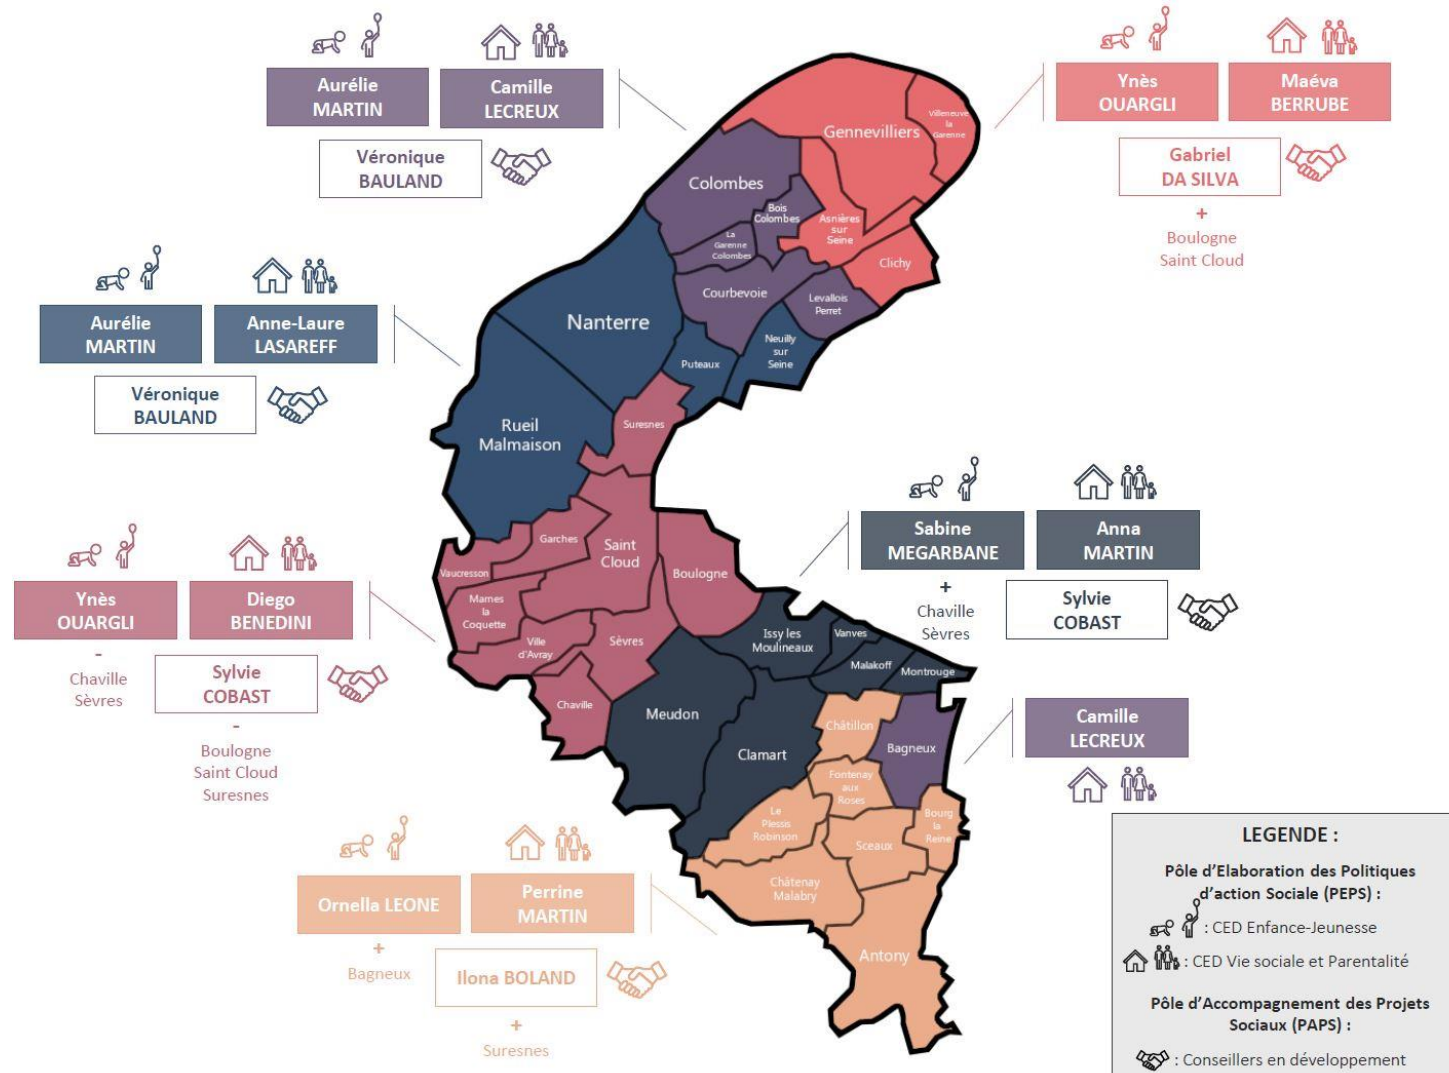 Aurélie
MARTIN
Camille
LECREUX
Véronique
BAULAND
Ynès
OUARGLI
Maéva
BERRUBE
Gabriel
DA SILVA
+
Boulogne
Saint Cloud
Aurélie
MARTIN
Anne-Laure
LASAREFF
Véronique
BAULAND
Gennevilliers
Villeneuve
la
Garenne
Colombes
Bois
Colombes
Asnières
sur
Seine
La
Garenne
Colombes
Clichy
Courbevoie
Levallois
Perret
Nanterre
Puteaux
Neuilly
sur
Seine
Rueil
Malmaison
Suresnes
Garches
Saint
Cloud
Vaucresson
Boulogne
Marnes
la
Coquette
Ville
d'Avray
Sèvres
Chaville
Issy les
Moulineaux
Vanves
Malakoff
Montrouge
Meudon
Clamart
Châtillon
Bagneux
Fontenay
aux
Roses
Le
Plessis
Robinson
Bourg
la
Reine
Sceaux
Châtenay
Malabry
Antony
Sabine
MEGARBANE
Anna
MARTIN
+
Chaville
Sèvres
Sylvie
COBAST
Ynès
OUARGLI
Diego
BENEDINI
-
Chaville
Sèvres
Sylvie
COBAST
-
Boulogne
Saint Cloud
Suresnes
Camille
LECREUX
Ornella LEONE
Perrine
MARTIN
+
Bagneux
Ilona BOLAND
+
Suresnes
LEGENDE :
Pôle d'Elaboration des Politiques
d'action Sociale (PEPS) :
: CED Enfance-Jeunesse
: CED Vie sociale et Parentalité
Pôle d'Accompagnement des Projets
Sociaux (PAPS) :
: Conseillers en développement